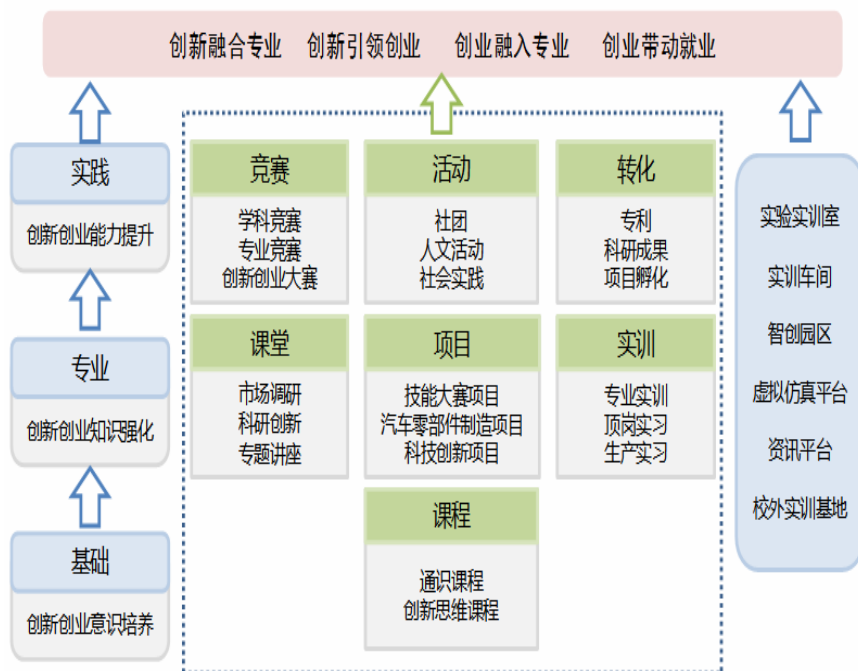 创新融合专业 创新引领创业 创业融入专业 创业带动就业
实践
创新创业能力提升
专业
创新创业知识强化
基础
创新创业意识培养
竞赛
学科竞赛
专业竞赛
创新创业大赛
活动
社团
人文活动
社会实践
转化
专利
科研成果
项目孵化
课堂
市场调研
科研创新
专题讲座
项目
技能大赛项目
汽车零部件制造项目
科技创新项目
实训
专业实训
顶岗实习
生产实习
课程
通识课程
创新思维课程
实验实训室
实训车间
智创园区
虚拟仿真平台
资讯平台
校外实训基地